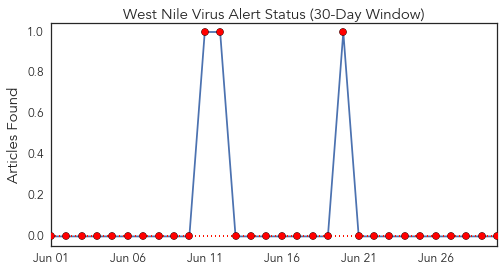 West Nile Virus Alert Status (30-Day Window)
1.0
0.8
0.6
0.4
0.2
0.0
Articles Found
Jun 01
Jun 06
Jun 11
Jun 16
Jun 21
Jun 26